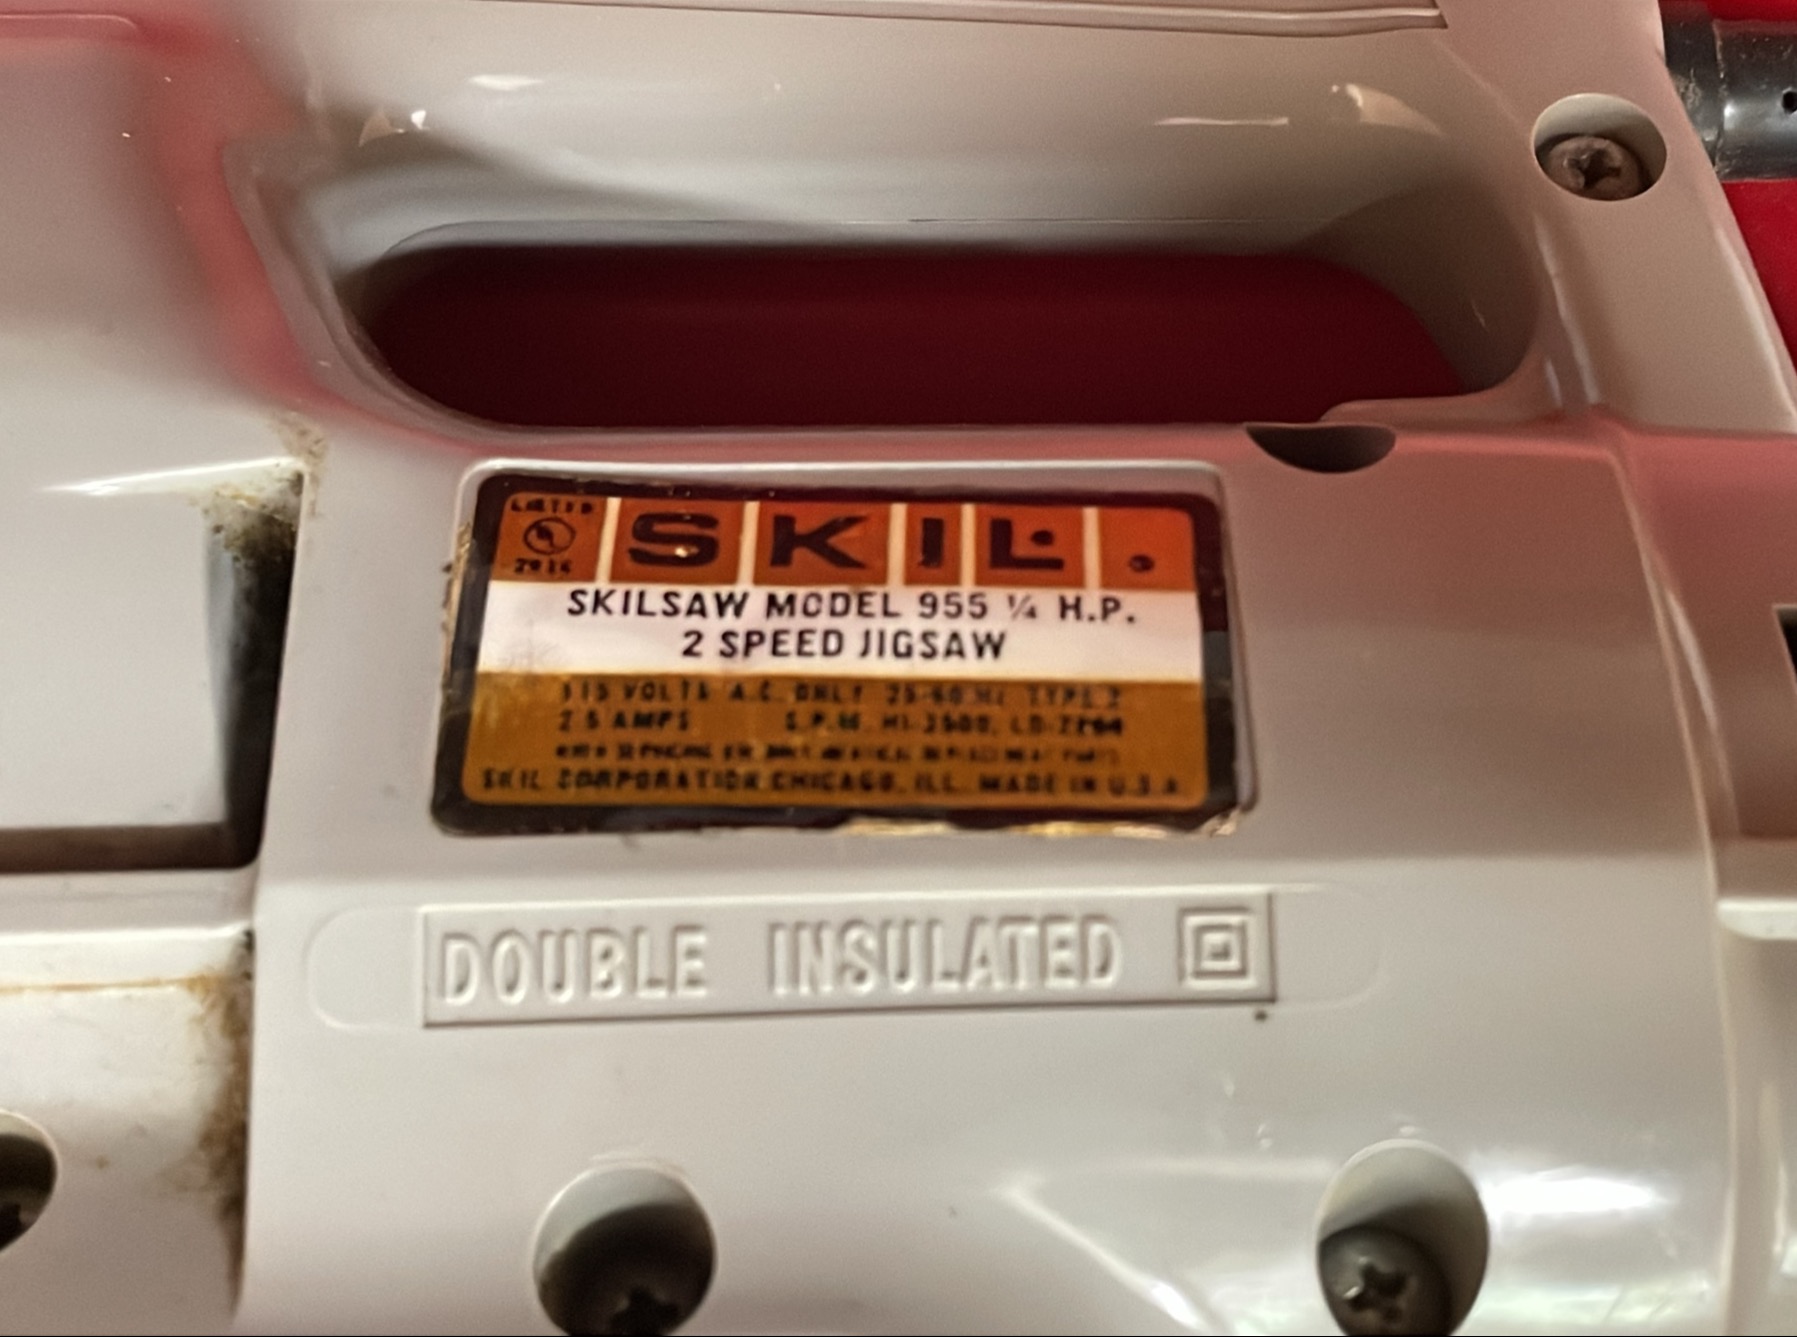 LISTED
SKIL.
SKILSAW MODEL 955 ¼ H.P.
2 SPEED JIGSAW
115 VOLTS A.C. ONLY 25-60 HZ TYPE 2
2.5 AMPS S.P.M. HI-3500, LO-
SKIL CORPORATION CHICAGO, ILL. MADE IN U.S.A.
DOUBLE INSULATED